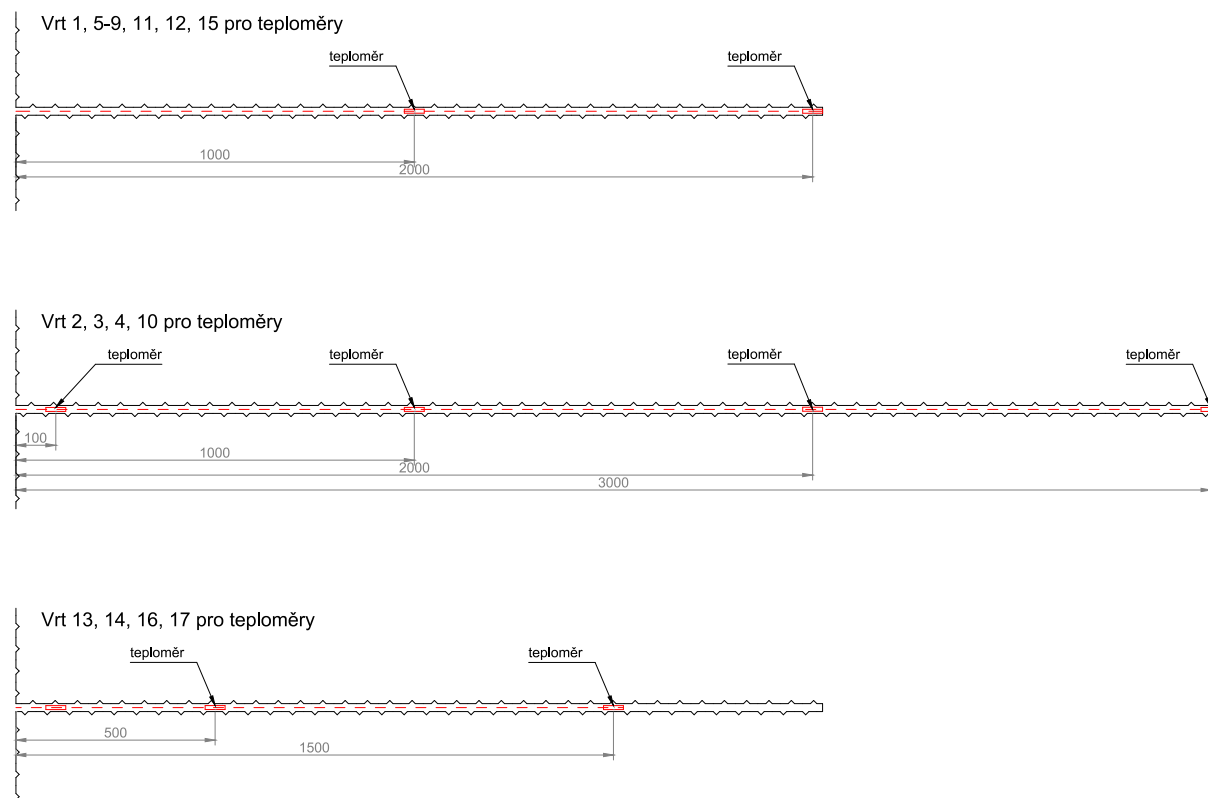 Vrt 1, 5-9, 11, 12, 15 pro teploměry
teploměr
teploměr
1000
2000
Vrt 2, 3, 4, 10 pro teploměry
teploměr
teploměr
teploměr
teploměr
100
1000
2000
3000
Vrt 13, 14, 16, 17 pro teploměry
teploměr
teploměr
500
1500